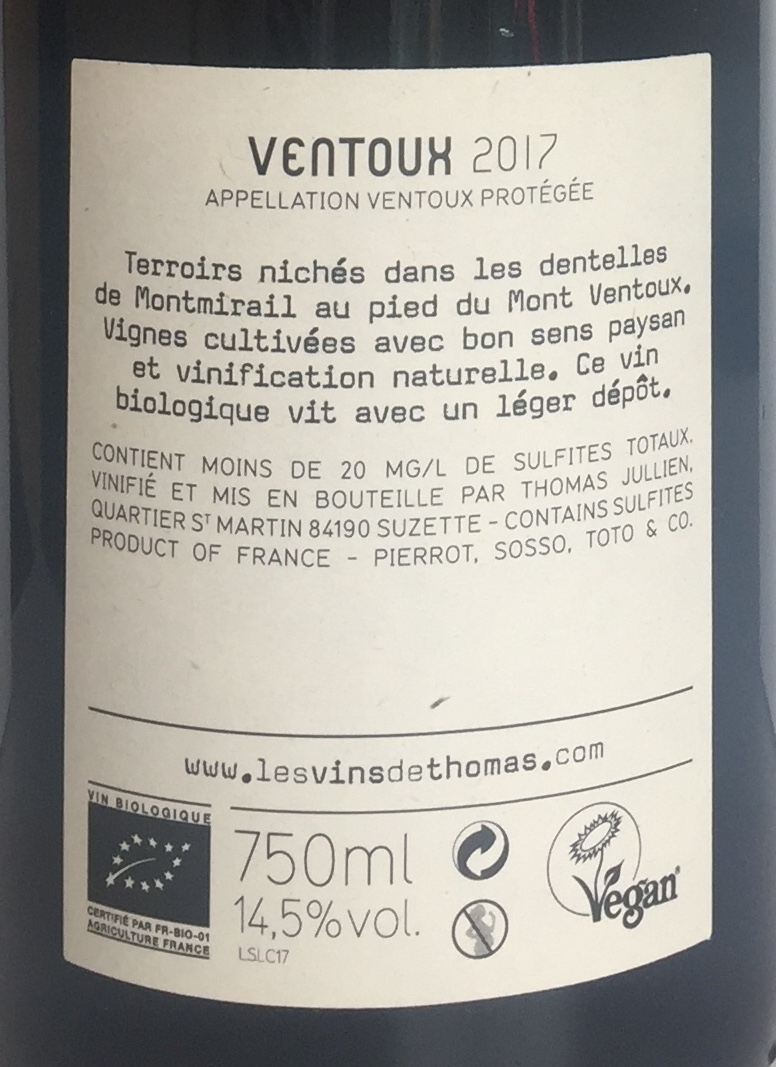 VENTOUX 2017
APPELLATION VENTOUX PROTÉGÉE
Terroirs nichés dans les dentelles
de Montmirail au pied du Mont Ventoux.
Vignes cultivées avec bon sens paysan
et vinification naturelle. Ce vin
biologique vit avec un léger dépôt.
CONTIENT MOINS DE 20 MG/L DE SULFITES TOTAUX.
VINIFIÉ ET MIS EN BOUTEILLE PAR THOMAS JULLIEN,
QUARTIER ST MARTIN 84190 SUZETTE - CONTAINS SULFITES
PRODUCT OF FRANCE - PIERROT, SOSSO, TOTO & CO.
www.lesvinsdethomas.com
VIN BIOLOGIQUE
CERTIFIÉ PAR FR-BIO-01
AGRICULTURE FRANCE
750ml
14,5%vol.
LSLC17
Vegan